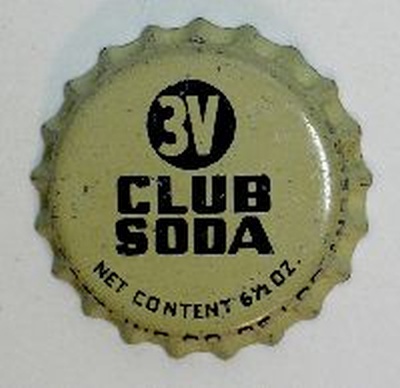 3V
CLUB
SODA
NET CONTENT 6½ OZ.